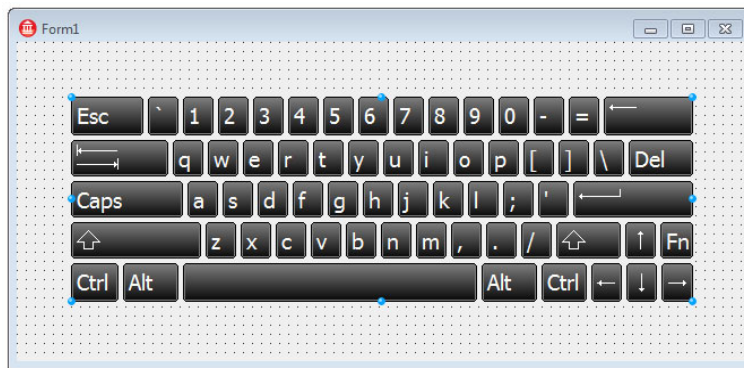 Form1
Esc ` 1 2 3 4 5 6 7 8 9 0 - = ←
q w e r t y u i o p [ ] \ Del
Caps a s d f g h j k l ; '
⇧ z x c v b n m , . / ⇧ ↑ Fn
Ctrl Alt Alt Ctrl ← ↓ →